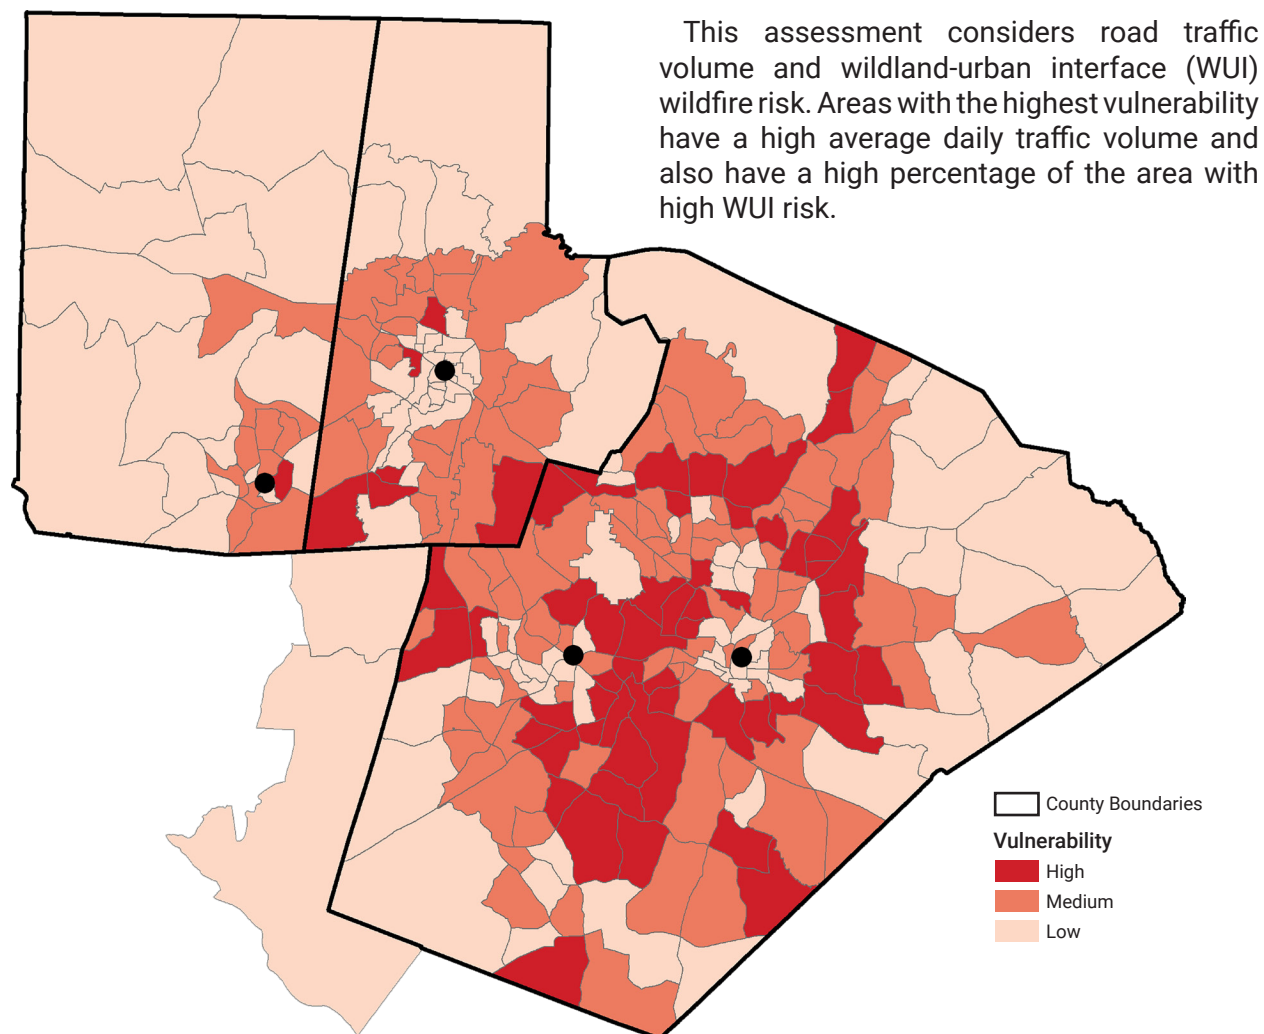 This assessment considers road traffic
volume and wildland-urban interface (WUI)
wildfire risk. Areas with the highest vulnerability
have a high average daily traffic volume and
also have a high percentage of the area with
high WUI risk.
County Boundaries
Vulnerability
High
Medium
Low